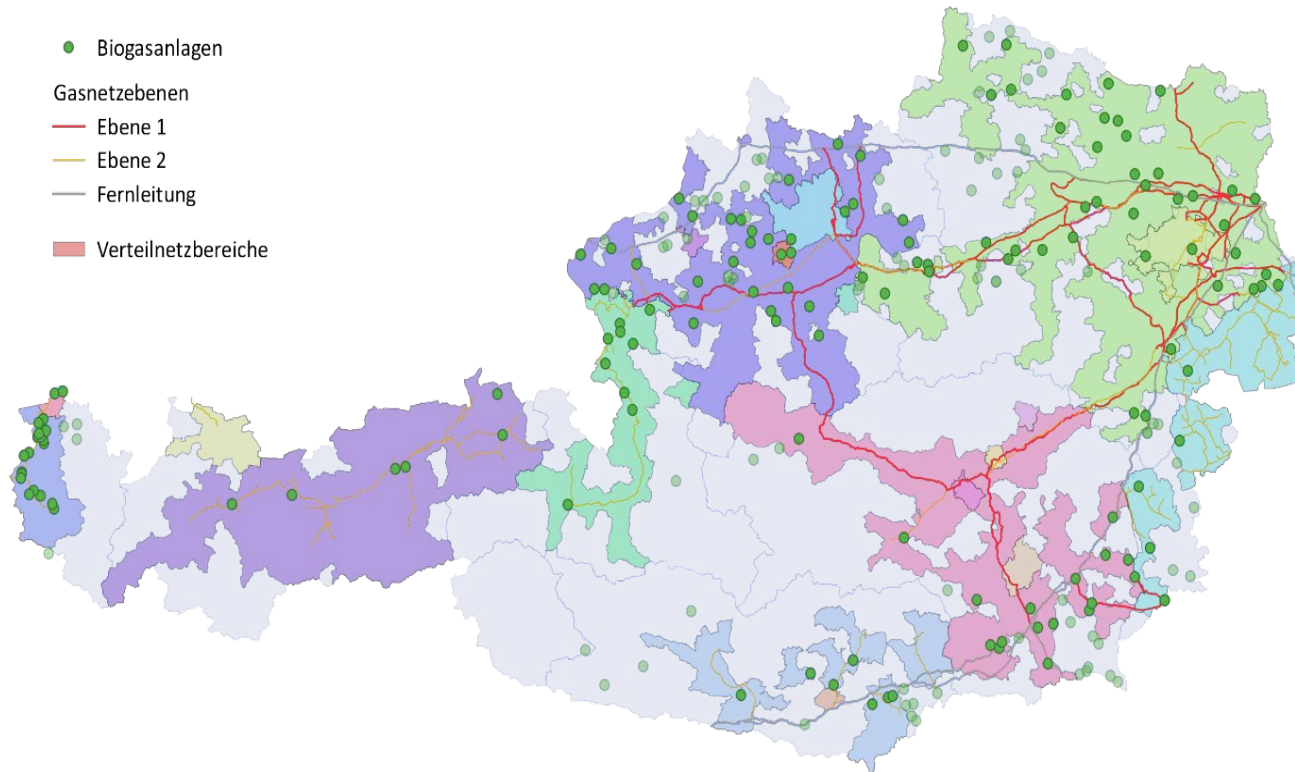 Biogasanlagen
Gasnetzebenen
Ebene 1
Ebene 2
Fernleitung
Verteilnetzbereiche